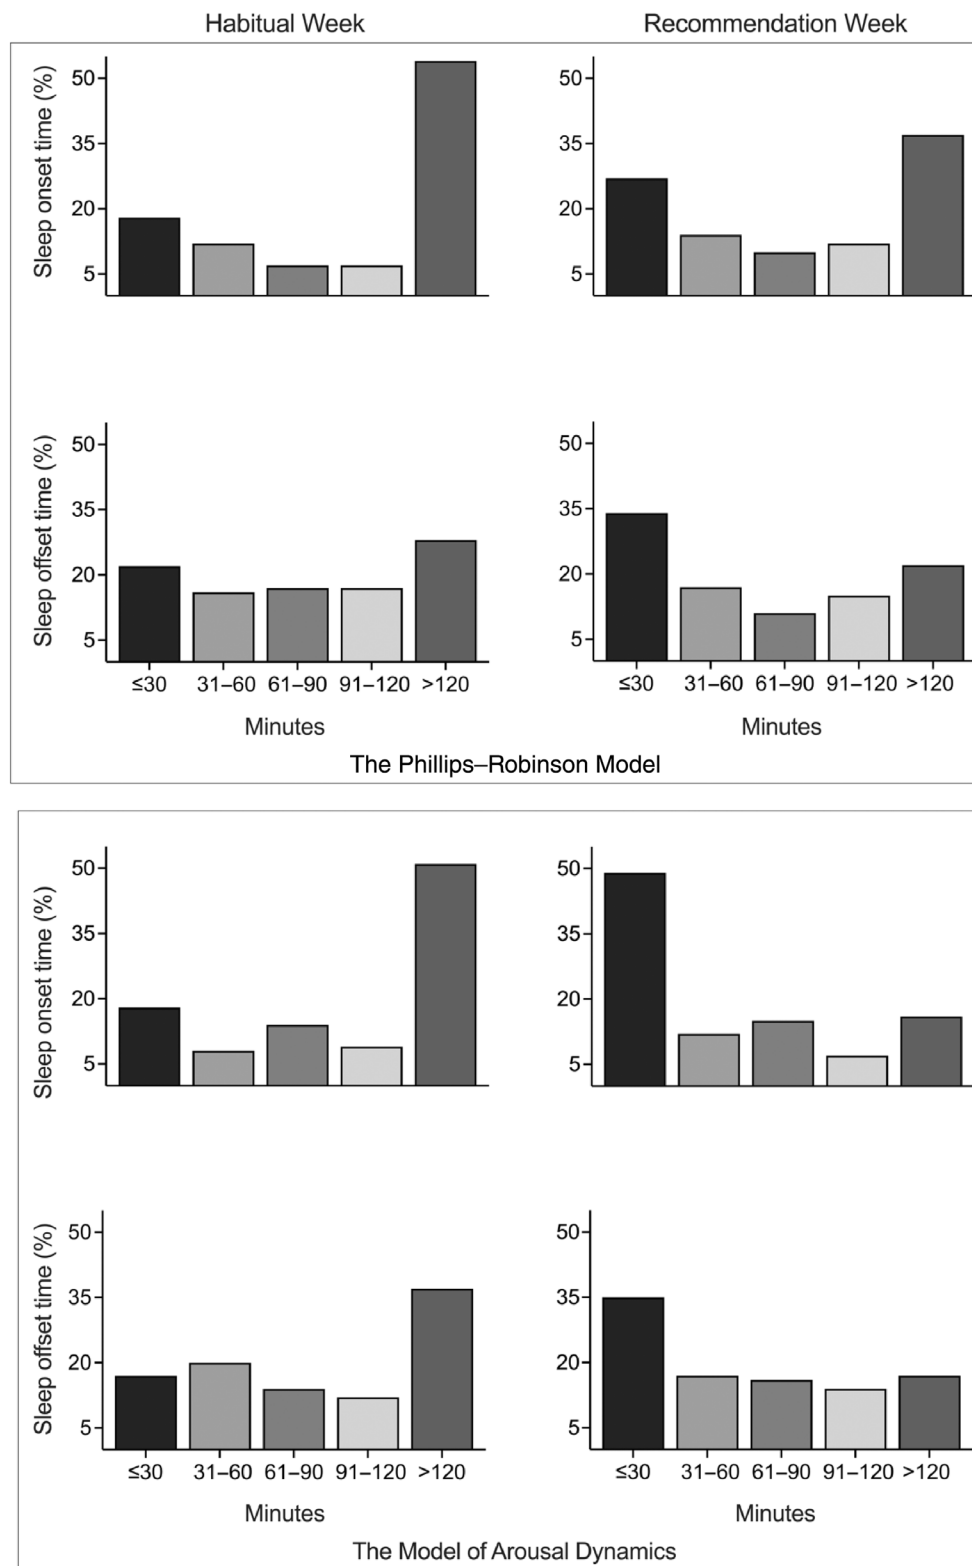 Habitual Week Recommendation Week
Sleep onset time (%)
50
35
20
5
50
35
20
5
Sleep offset time (%)
50
35
20
5
≤30 31–60 61–90 91–120 >120
Minutes
50
35
20
5
≤30 31–60 61–90 91–120 >120
Minutes
The Phillips–Robinson Model
Sleep onset time (%)
50
35
20
5
50
35
20
5
Sleep offset time (%)
50
35
20
5
≤30 31–60 61–90 91–120 >120
Minutes
50
35
20
5
≤30 31–60 61–90 91–120 >120
Minutes
The Model of Arousal Dynamics